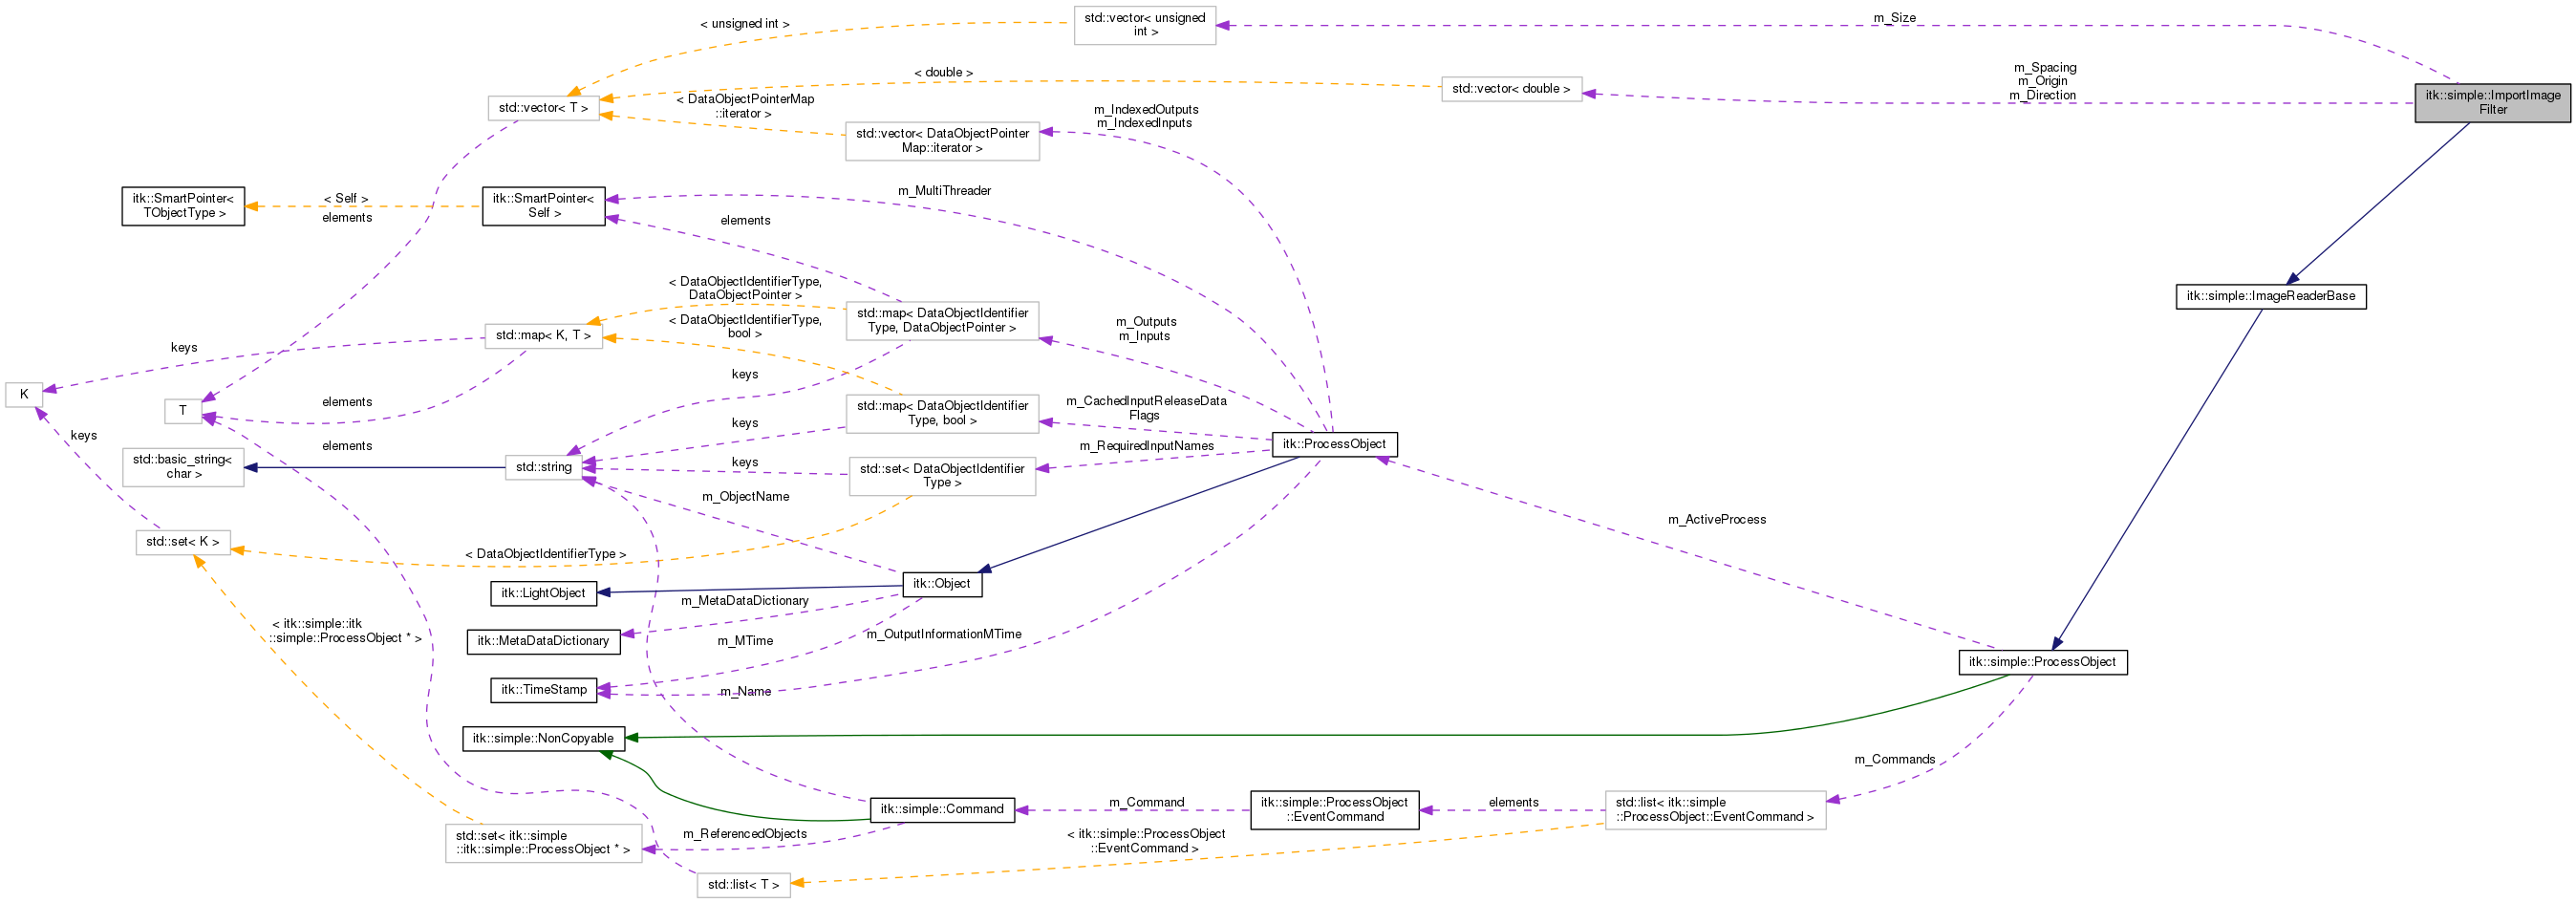 < unsigned int >
std::vector< unsigned
int >
m_Size
< double >
std::vector< double >
m_Spacing
m_Origin
m_Direction
itk::simple::ImportImage
Filter
std::vector< T >
< DataObjectPointerMap
::iterator >
std::vector< DataObjectPointer
Map::iterator >
m_IndexedOutputs
m_IndexedInputs
itk::SmartPointer<
TObjectType >
< Self >
elements
itk::SmartPointer<
Self >
m_MultiThreader
elements
< DataObjectIdentifierType,
DataObjectPointer >
< DataObjectIdentifierType,
bool >
std::map< DataObjectIdentifier
Type, DataObjectPointer >
m_Outputs
m_Inputs
itk::simple::ImageReaderBase
std::map< K, T >
keys
K
T
elements
keys
std::map< DataObjectIdentifier
Type, bool >
m_CachedInputReleaseData
Flags
itk::ProcessObject
keys
keys
std::basic_string<
char >
elements
std::string
keys
std::set< DataObjectIdentifier
Type >
m_RequiredInputNames
m_ObjectName
std::set< K >
< DataObjectIdentifierType >
m_ActiveProcess
itk::LightObject
itk::Object
m_MetaDataDictionary
< itk::simple::itk
::simple::ProcessObject * >
itk::MetaDataDictionary
m_MTime
m_OutputInformationMTime
itk::simple::ProcessObject
itk::TimeStamp
m_Name
itk::simple::NonCopyable
m_Commands
itk::simple::Command
m_Command
itk::simple::ProcessObject
::EventCommand
elements
std::list< itk::simple
::ProcessObject::EventCommand >
std::set< itk::simple
::itk::simple::ProcessObject * >
m_ReferencedObjects
< itk::simple::ProcessObject
::EventCommand >
std::list< T >